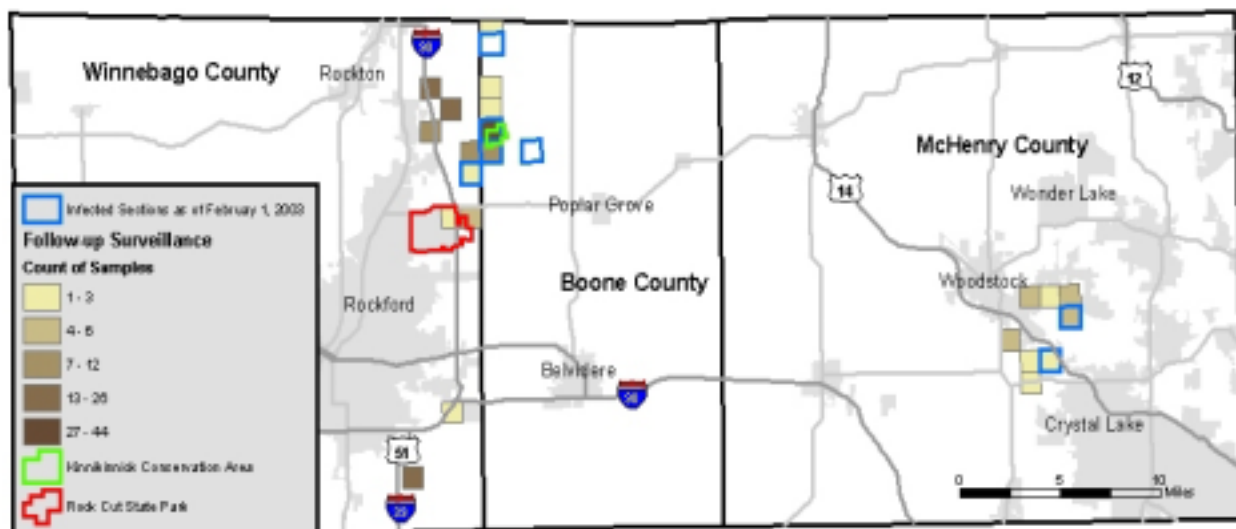 90
12
Winnebago County
Rockton
McHenry County
14
Wonder Lake
Infected Sections as of February 1, 2003
Poplar Grove
Follow-up Surveillance
Count of Samples
Woodstock
Boone County
1 - 3
Rockford
4 - 6
7 - 12
Belvidere
13 - 26
90
Crystal Lake
27 - 44
51
Kinnikinnick Conservation Area
0 5 10
Miles
Rock Cut State Park
39